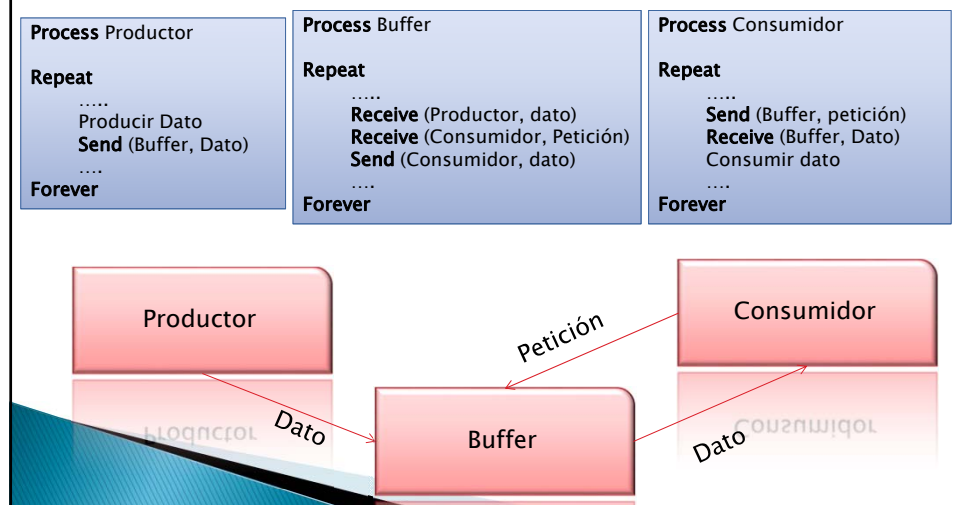 Process Productor
Repeat
…..
Producir Dato
Send (Buffer, Dato)
….
Forever
Process Buffer
Repeat
…..
Receive (Productor, dato)
Receive (Consumidor, Petición)
Send (Consumidor, dato)
….
Forever
Process Consumidor
Repeat
…..
Send (Buffer, petición)
Receive (Buffer, Dato)
Consumir dato
….
Forever
Productor
Consumidor
Petición
Productor
Dato
Buffer
Dato
Consumidor